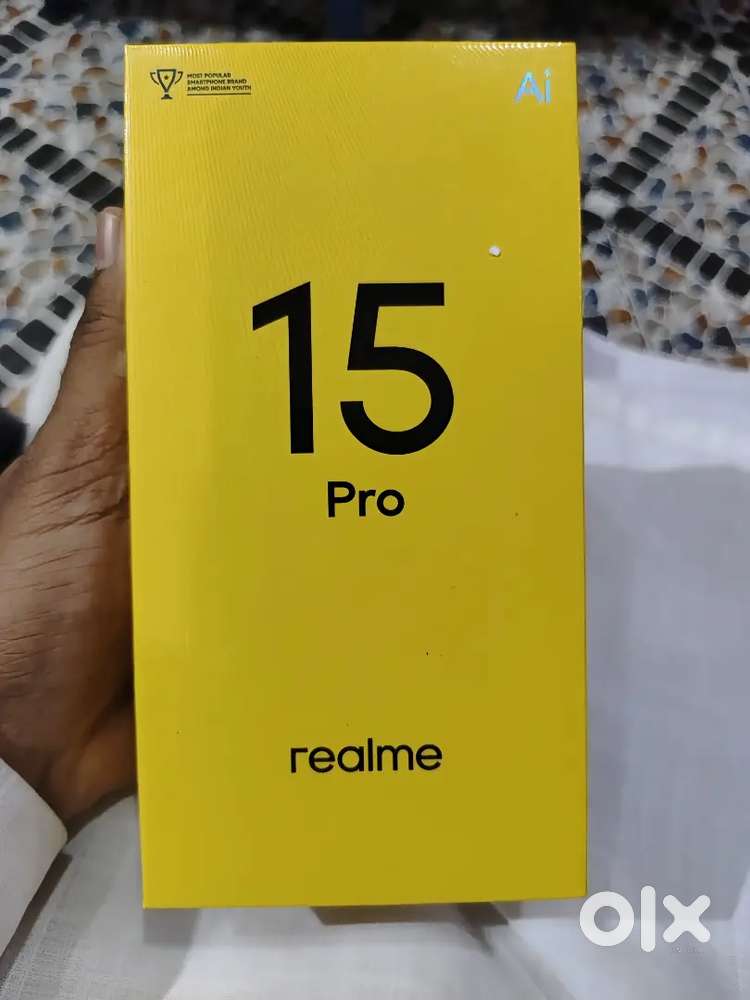 MOST POPULAR
SMARTPHONE BRAND
AMONG INDIAN YOUTH
Ai
15
Pro
realme
olx